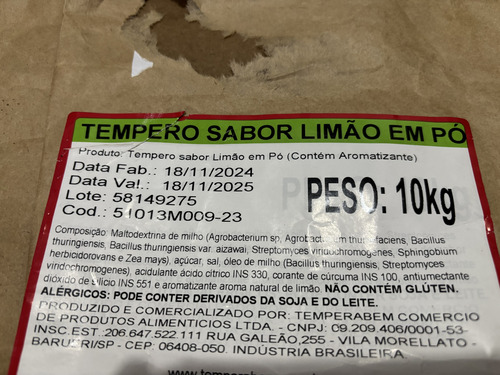 TEMPERO SABOR LIMÃO EM PÓ
Produto: Tempero sabor Limão em Pó (Contém Aromatizante)
Data Fab.: 18/11/2024
Data Val.: 18/11/2025
Lote: 58149275
Cod.: 51013M009-23
PESO: 10kg
Composição: Maltodextrina de milho (Agrobacterium sp, Agrobacterium thumefaciens, Bacillus
thuringiensis, Bacillus thuringiensis var. aizawai, Streptomyces viridochromogenes, Sphingobium
herbicidorovans e Zea mays), açúcar, sal, óleo de milho (Bacillus thuringiensis, Streptomyces
viridochromogenes), acidulante ácido cítrico INS 330, corante de cúrcuma INS 100, antiumectante
dióxido de silício INS 551 e aromatizante aroma natural de limão. NÃO CONTÉM GLÚTEN.
ALÉRGICOS: PODE CONTER DERIVADOS DA SOJA E DO LEITE.
PRODUZIDO E COMERCIALIZADO POR: TEMPERABEM COMERCIO
DE PRODUTOS ALIMENTICIOS LTDA. - CNPJ: 09.209.406/0001-53-
INSC.EST.:206.647.522.111 RUA GALEÃO,255 - VILA MORELLATO -
BARUERI/SP - CEP: 06408-050. INDÚSTRIA BRASILEIRA.